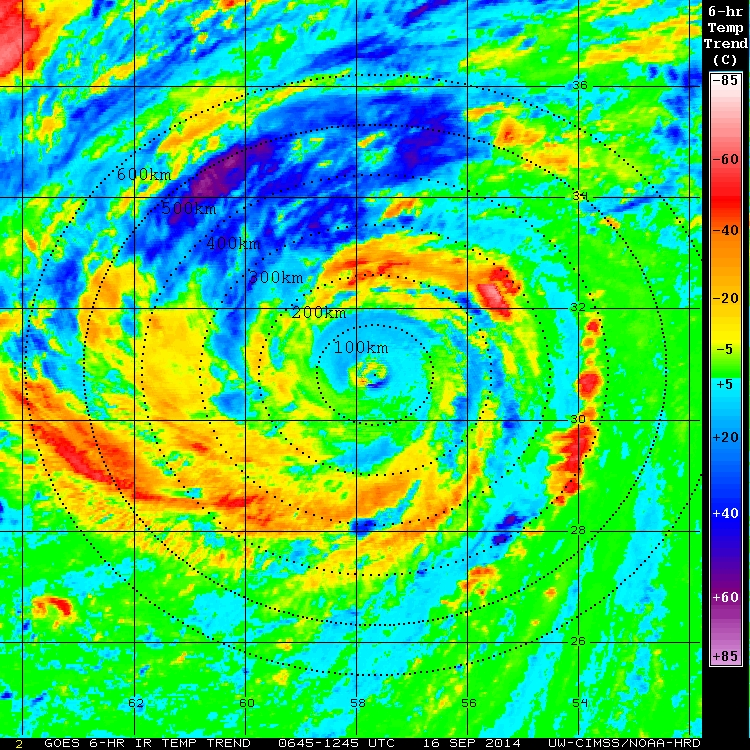 6-hr
Temp
Trend
(C)
-85
-60
-40
-20
-5
+5
+20
+40
+60
+85
36
34
32
30
28
26
600km
500km
400km
300km
200km
100km
62 60 58 56 54
2 GOES 6-HR IR TEMP TREND 0645-1245 UTC 16 SEP 2014 UW-CIMSS/NOAA-HRD